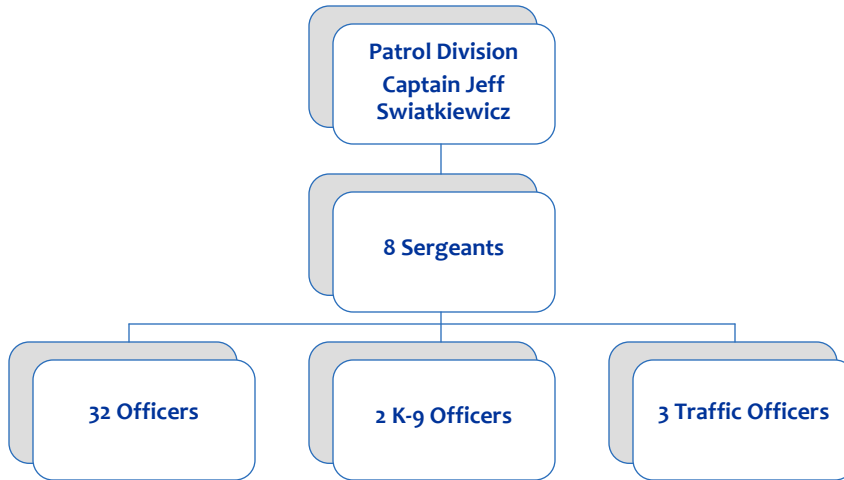 Patrol Division
Captain Jeff
Swiatkiewicz
8 Sergeants
32 Officers
2 K-9 Officers
3 Traffic Officers